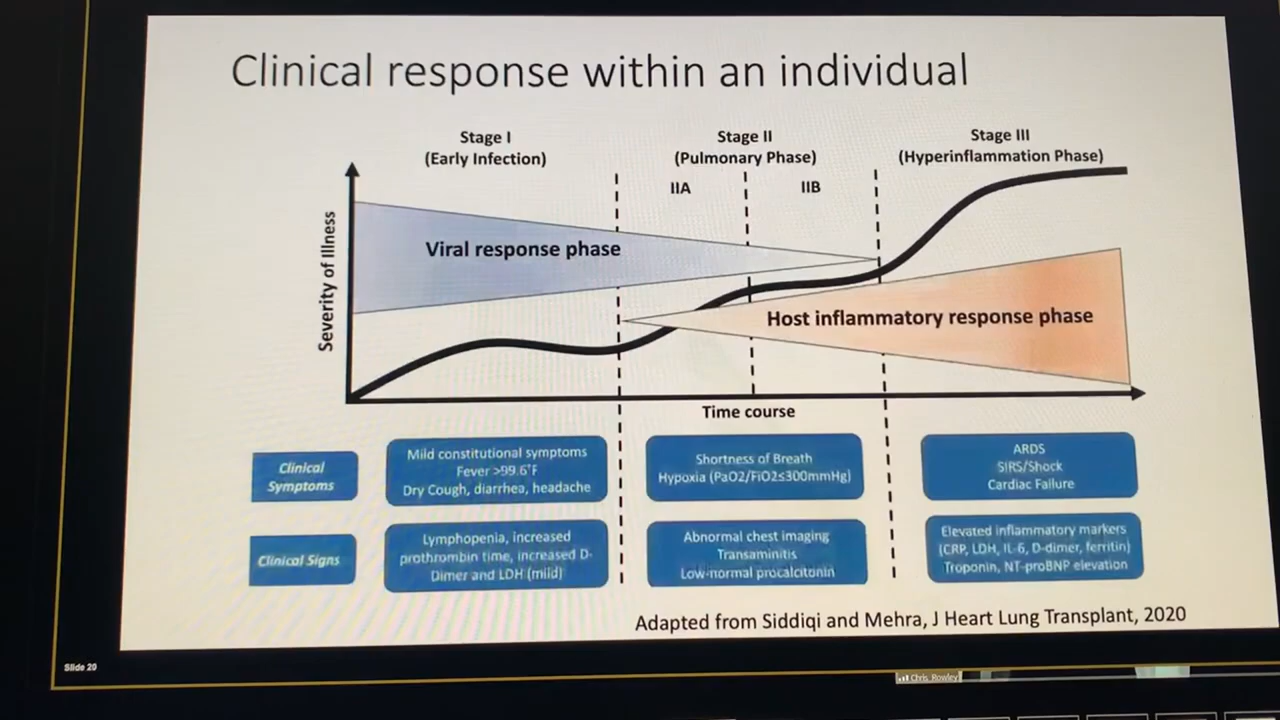 Clinical response within an individual
Stage I
(Early Infection)
Stage II
(Pulmonary Phase)
Stage III
(Hyperinflammation Phase)
IIA
IIB
Severity of Illness
Viral response phase
Host inflammatory response phase
Time course
Clinical
Symptoms
Mild constitutional symptoms
Fever >99.6°F
Dry Cough, diarrhea, headache
Shortness of Breath
Hypoxia (PaO2/FiO2≤300mmHg)
ARDS
SIRS/Shock
Cardiac Failure
Clinical Signs
Lymphopenia, increased
prothrombin time, increased D-
Dimer and LDH (mild)
Abnormal chest imaging
Transaminitis
Low-normal procalcitonin
Elevated inflammatory markers
(CRP, LDH, IL-6, D-dimer, ferritin)
Troponin, NT-proBNP elevation
Adapted from Siddiqi and Mehra, J Heart Lung Transplant, 2020
Slide 20
Chris_Rowley